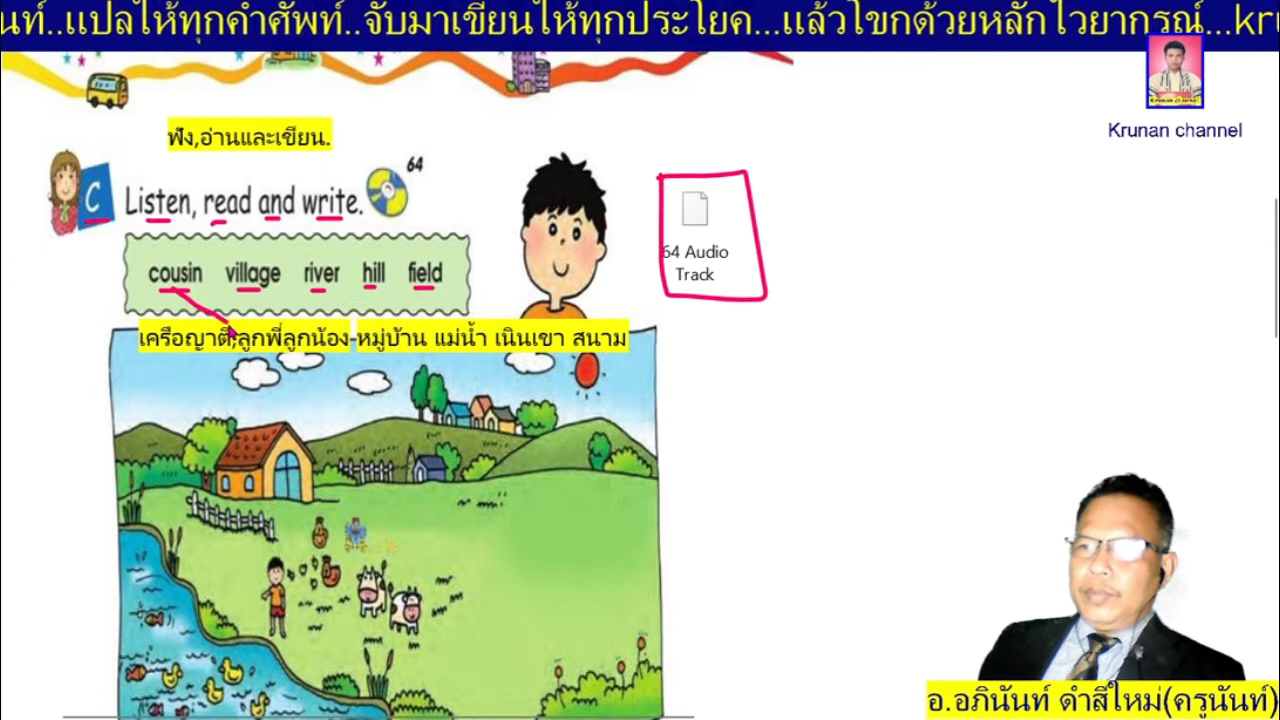 นท์..แปลให้ทุกคำศัพท์..จับมาเขียนให้ทุกประโยค...แล้วโขกด้วยหลักไวยากรณ์...kru
Krunan channel
ฟัง,อ่านและเขียน.
64
C Listen, read and write.
64 Audio
Track
cousin village river hill field
เครือญาตื;ลูกพี่ลูกน้อง-หมู่บ้าน แม่น้ำ เนินเขา สนาม
อ.อภินันท์ ดำสีใหม่(ครูนันท์)